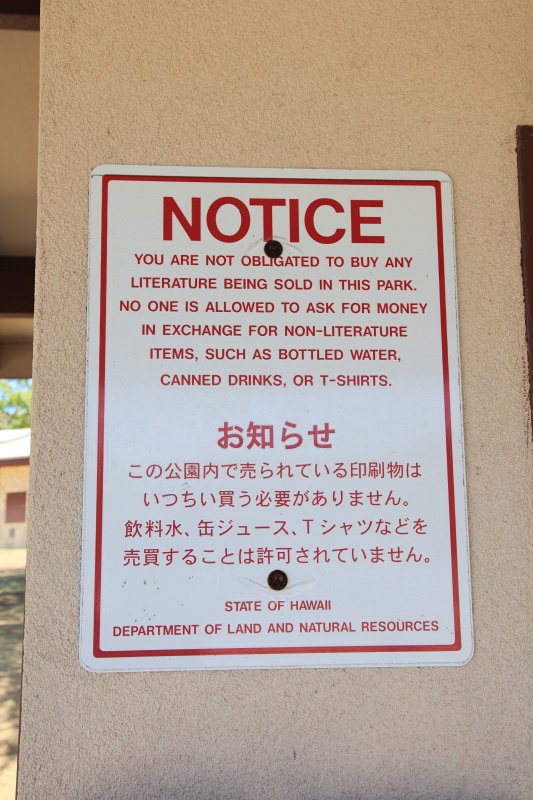 NOTICE
YOU ARE NOT OBLIGATED TO BUY ANY
LITERATURE BEING SOLD IN THIS PARK.
NO ONE IS ALLOWED TO ASK FOR MONEY
IN EXCHANGE FOR NON-LITERATURE
ITEMS, SUCH AS BOTTLED WATER,
CANNED DRINKS, OR T-SHIRTS.
お知らせ
この公園内で売られている印刷物は
いつちい買う必要がありません。
飲料水、缶ジュース、Tシャツなどを
売買することは許可されていません。
STATE OF HAWAII
DEPARTMENT OF LAND AND NATURAL RESOURCES